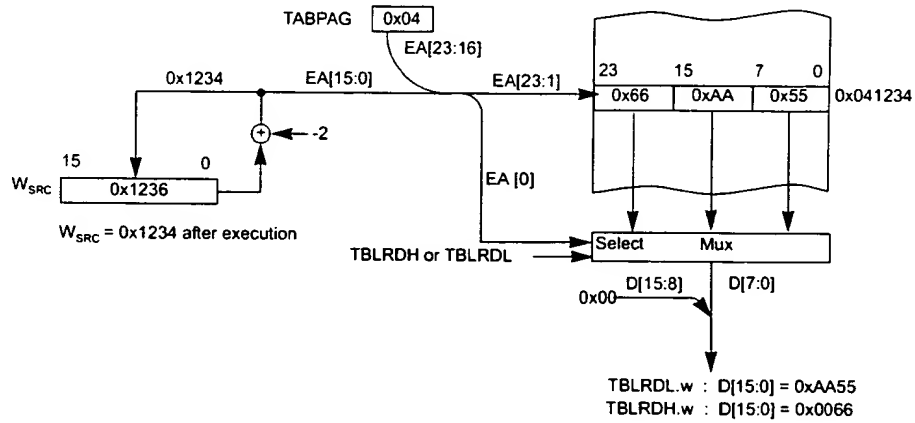 TABPAG 0x04
EA[23:16]
0x1234 EA[15:0] EA[23:1]
23 15 7 0
0x66 0xAA 0x55 0x041234
+ -2
15 0
WSRC 0x1236
EA [0]
WSRC = 0x1234 after execution
Select Mux
TBLRDH or TBLRDL
D[15:8] D[7:0]
0x00
TBLRDL.w : D[15:0] = 0xAA55
TBLRDH.w : D[15:0] = 0x0066